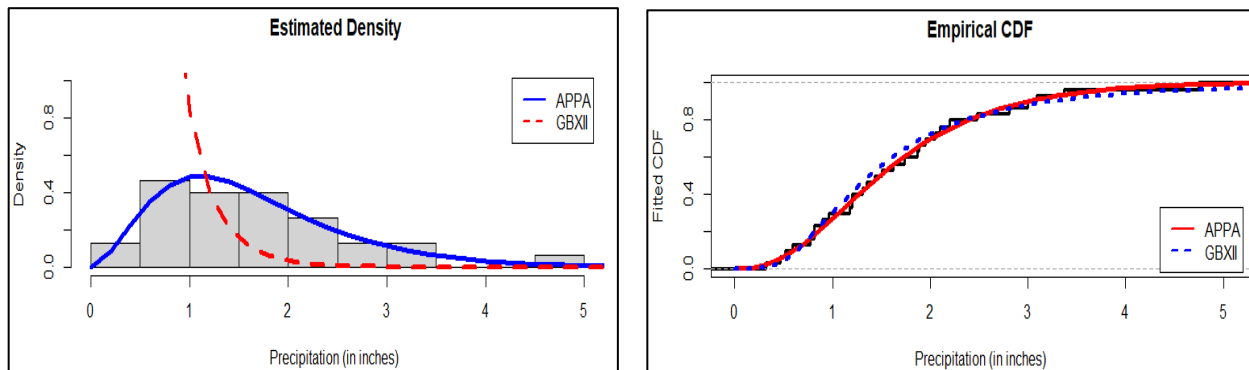 Estimated Density
Density
0.0
0.4
0.8
APPA
GBXII
0 1 2 3 4 5
Precipitation (in inches)
Empirical CDF
Fitted CDF
0.0
0.4
0.8
APPA
GBXII
0 1 2 3 4 5
Precipitation (in inches)